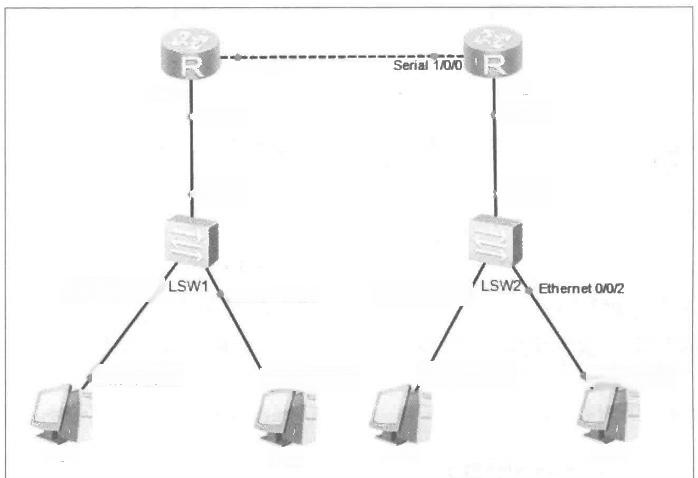 R
R
Serial 1/0/0
LSW1
LSW2
Ethernet 0/0/2